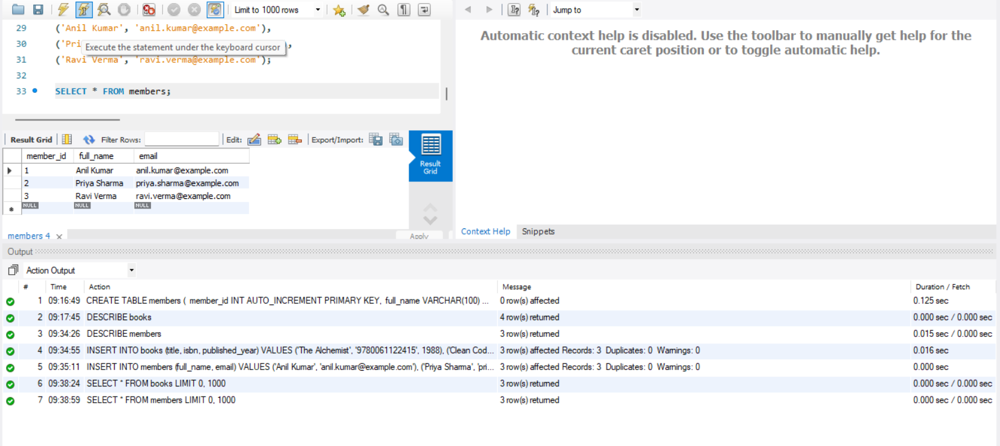 Limit to 1000 rows
Jump to
29 ('Anil Kumar', 'anil.kumar@example.com'),
30 ('Pri ,
Execute the statement under the keyboard cursor
31 ('Ravi Verma', 'ravi.verma@example.com');
32
33 SELECT * FROM members;
Automatic context help is disabled. Use the toolbar to manually get help for the
current caret position or to toggle automatic help.
Result Grid Filter Rows: Edit: Export/Import:
Result
Grid
member_id full_name email
1 Anil Kumar anil.kumar@example.com
2 Priya Sharma priya.sharma@example.com
3 Ravi Verma ravi.verma@example.com
NULL NULL NULL
members 4
Apply
Context Help Snippets
Output
Action Output
# Time Action Message Duration / Fetch
1 09:16:49 CREATE TABLE members ( member_id INT AUTO_INCREMENT PRIMARY KEY, full_name VARCHAR(100) ... 0 row(s) affected 0.125 sec
2 09:17:45 DESCRIBE books 4 row(s) returned 0.000 sec / 0.000 sec
3 09:34:26 DESCRIBE members 3 row(s) returned 0.015 sec / 0.000 sec
4 09:34:55 INSERT INTO books (title, isbn, published_year) VALUES ('The Alchemist', '9780061122415', 1988), ('Clean Cod... 3 row(s) affected Records: 3 Duplicates: 0 Warnings: 0 0.016 sec
5 09:35:11 INSERT INTO members (full_name, email) VALUES ('Anil Kumar', 'anil.kumar@example.com'), ('Priya Sharma', 'pri... 3 row(s) affected Records: 3 Duplicates: 0 Warnings: 0 0.000 sec
6 09:38:24 SELECT * FROM books LIMIT 0, 1000 3 row(s) returned 0.000 sec / 0.000 sec
7 09:38:59 SELECT * FROM members LIMIT 0, 1000 3 row(s) returned 0.000 sec / 0.000 sec